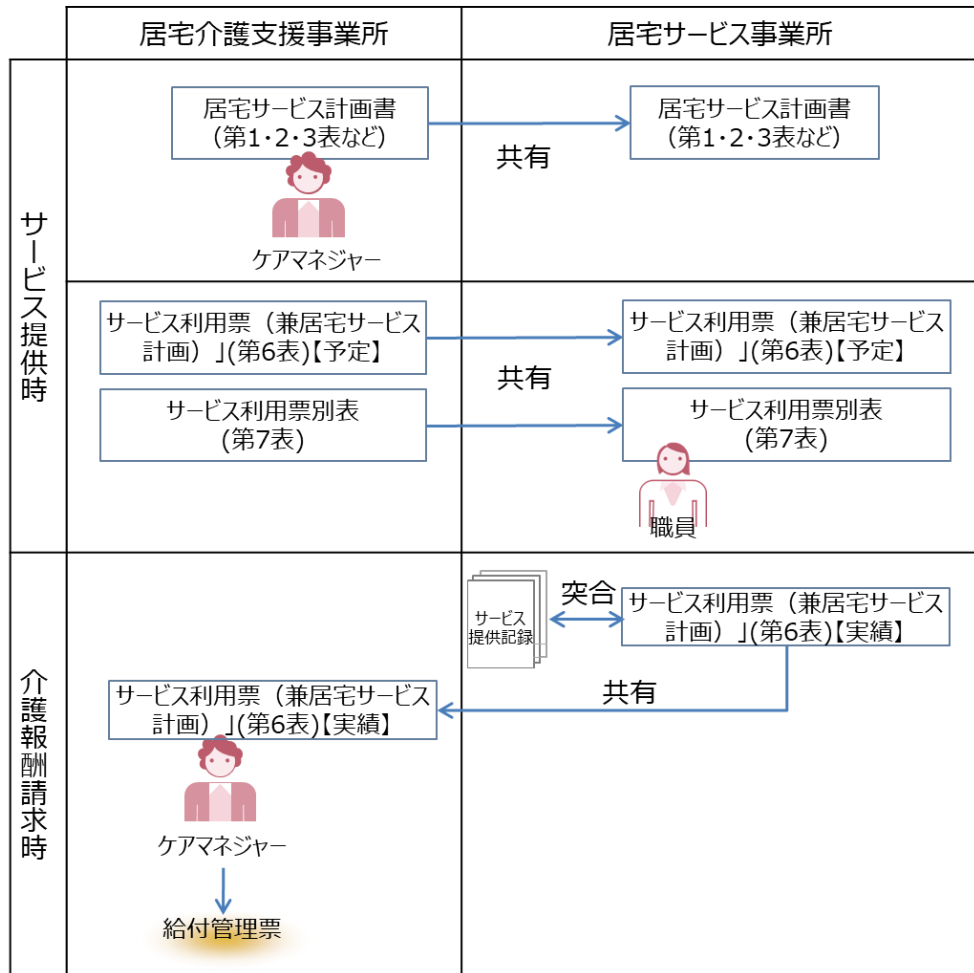 居宅介護支援事業所
居宅サービス事業所
サービス提供時
居宅サービス計画書
(第1・2・3表など)
共有
居宅サービス計画書
(第1・2・3表など)
ケアマネジャー
サービス利用票（兼居宅サービス
計画）」(第6表)【予定】
共有
サービス利用票（兼居宅サービス
計画）」(第6表)【予定】
サービス利用票別表
(第7表)
サービス利用票別表
(第7表)
職員
介護報酬請求時
サービス
提供記録
突合
サービス利用票（兼居宅サービス
計画）」(第6表)【実績】
共有
サービス利用票（兼居宅サービス
計画）」(第6表)【実績】
ケアマネジャー
給付管理票